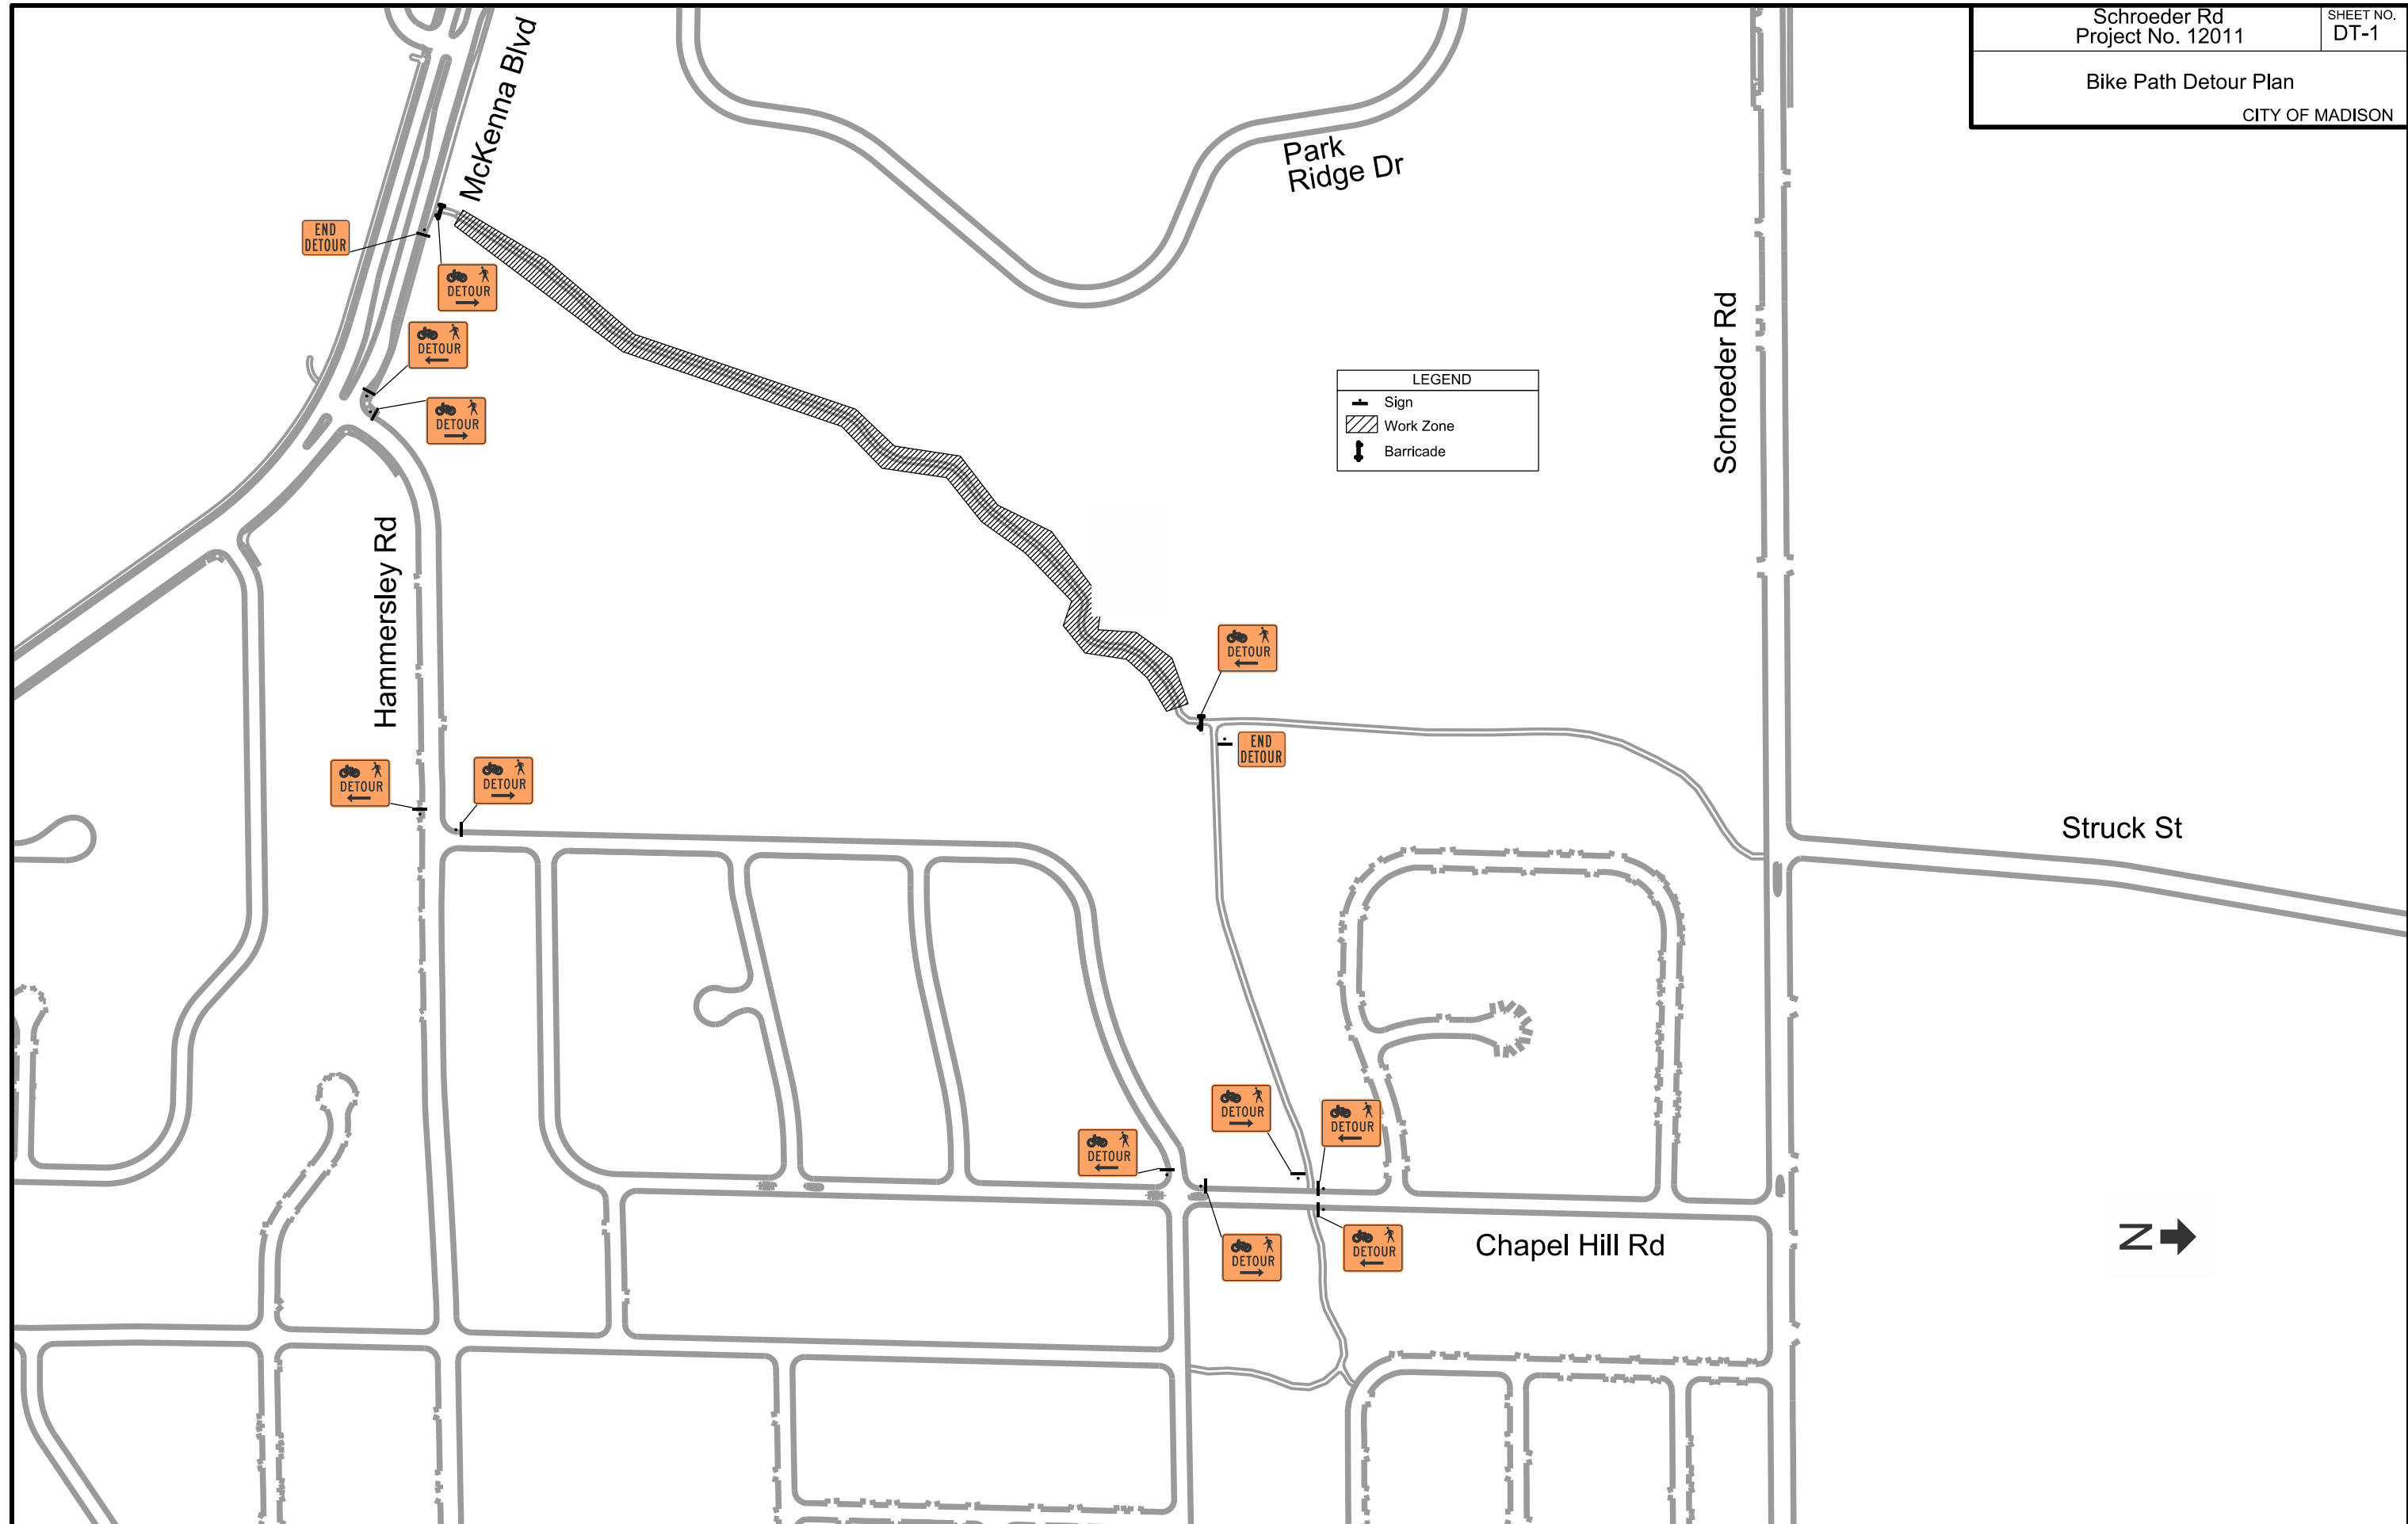 Schroeder Rd
Project No. 12011
SHEET NO.
DT-1
Bike Path Detour Plan
CITY OF MADISON
McKenna Blvd
Park
Ridge Dr
END
DETOUR
DETOUR
DETOUR
DETOUR
Schroeder Rd
LEGEND
Sign
Work Zone
Barricade
Hammersley Rd
DETOUR
END
DETOUR
DETOUR
DETOUR
Struck St
DETOUR
DETOUR
DETOUR
DETOUR
DETOUR
Chapel Hill Rd
N